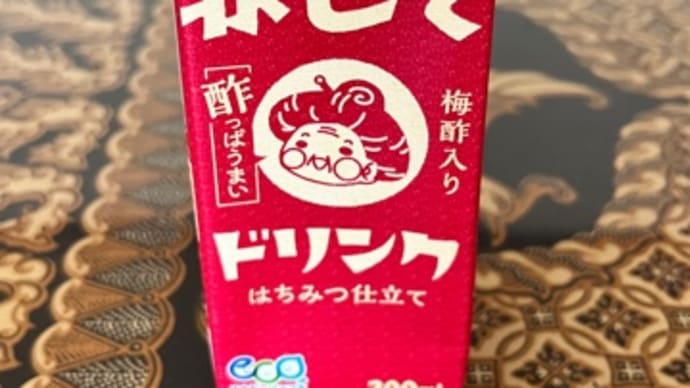 酢っぱうまい
梅酢入り
ドリンク
はちみつ仕立て
eco